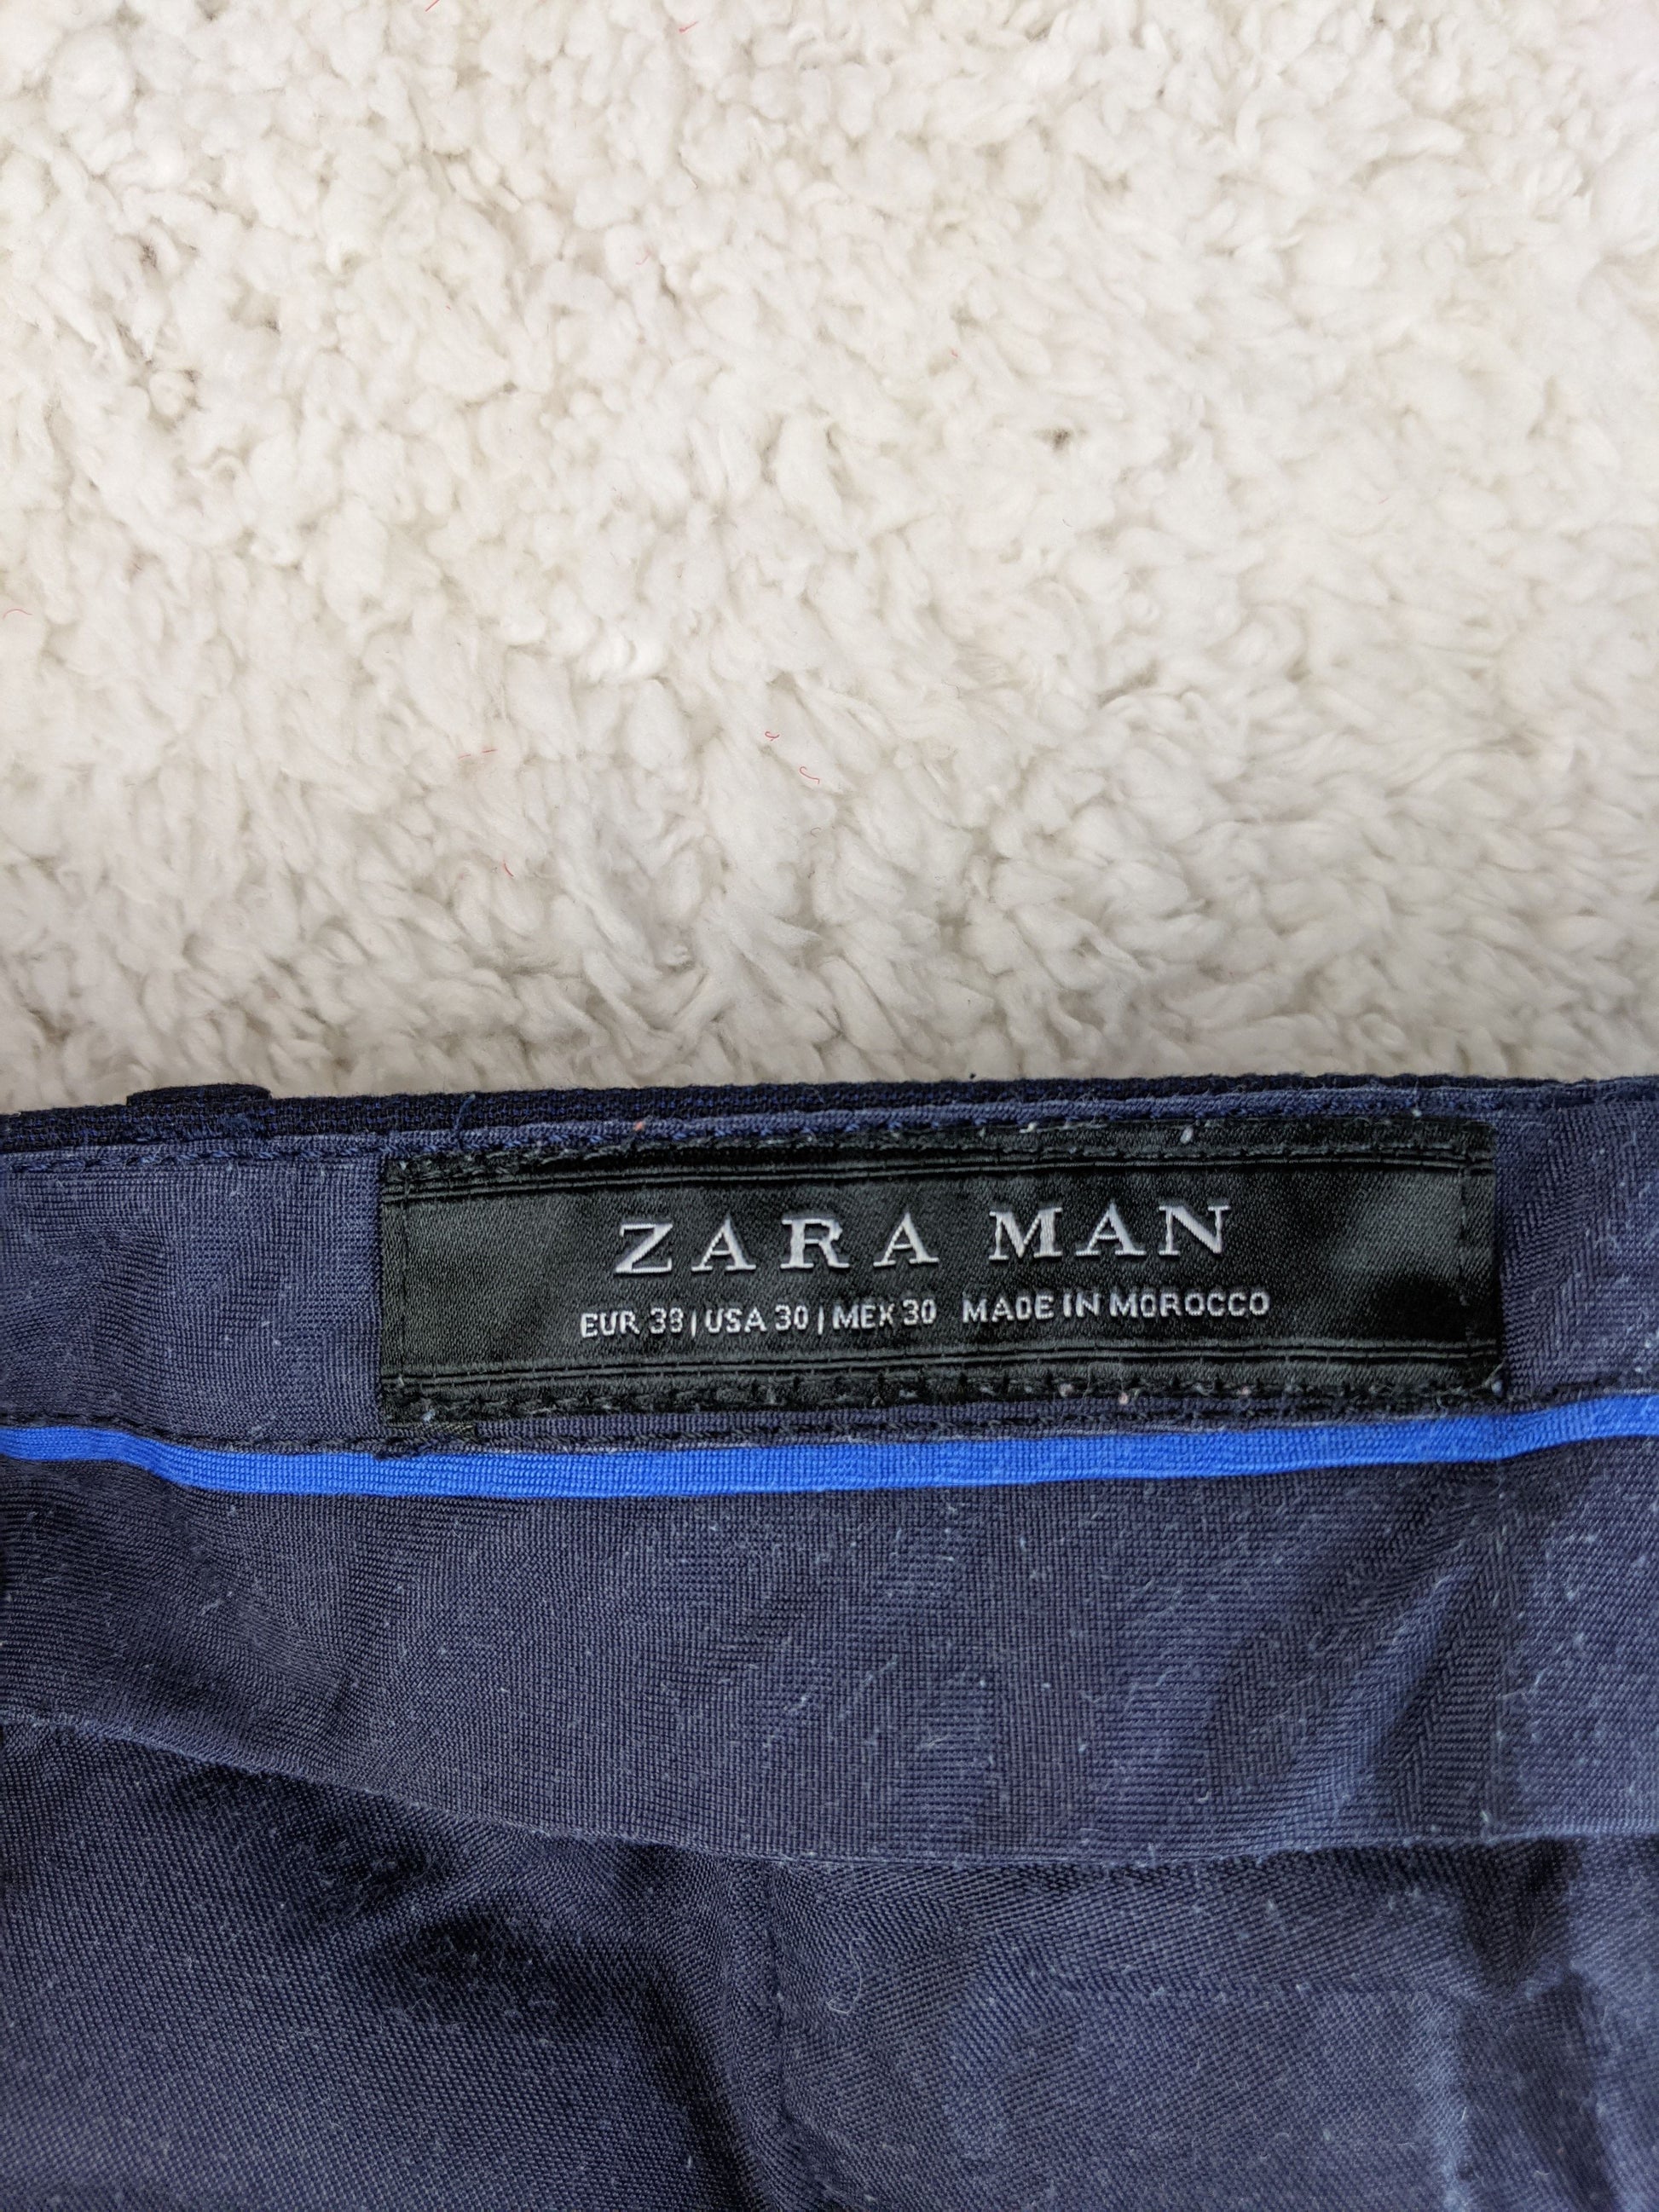 ZARA MAN
EUR 38 | USA 30 | MEX 30 MADE IN MOROCCO